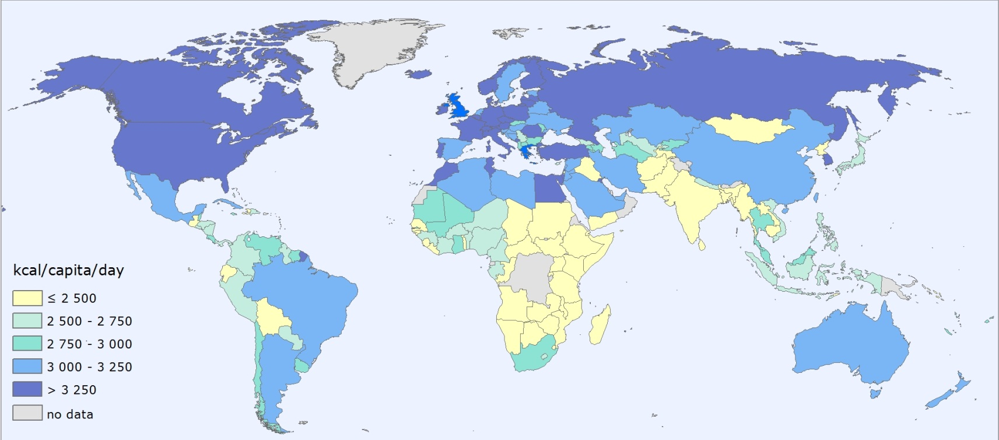 kcal/capita/day
≤ 2 500
2 500 - 2 750
2 750 - 3 000
3 000 - 3 250
> 3 250
no data